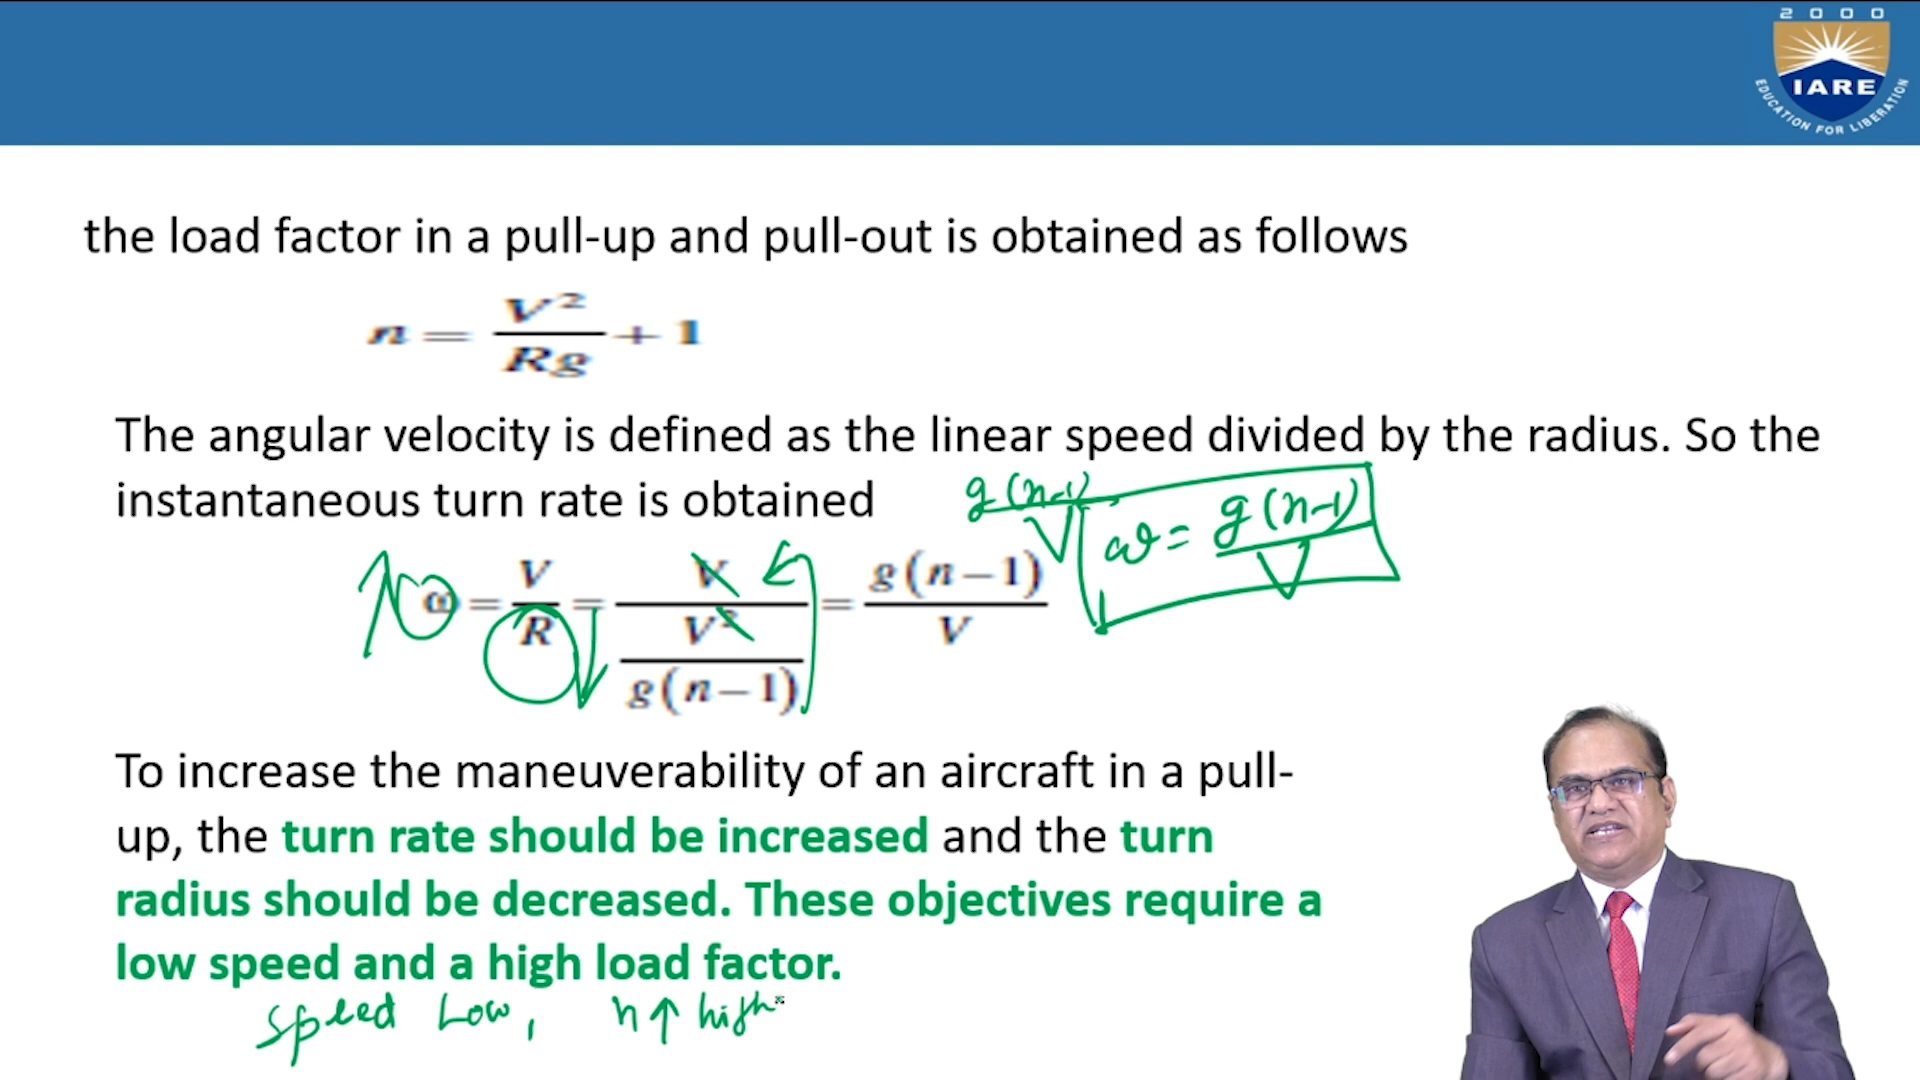 2 0 0 0
IARE
EDUCATION FOR LIBERATION
the load factor in a pull-up and pull-out is obtained as follows
n = V²/Rg + 1
The angular velocity is defined as the linear speed divided by the radius. So the
instantaneous turn rate is obtained
g(n-1)/V
ω = g(n-1)/V
ω = V/R = V/(V²/g(n−1)) = g(n−1)/V
To increase the maneuverability of an aircraft in a pull-
up, the turn rate should be increased and the turn
radius should be decreased. These objectives require a
low speed and a high load factor.
Speed Low, n↑ high